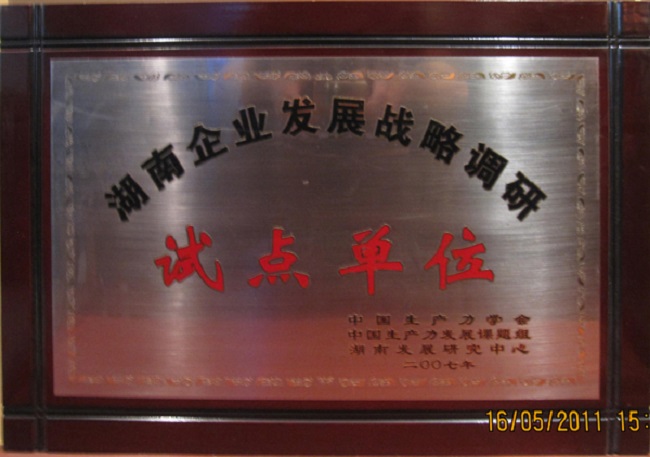 湖南企业发展战略调研
试点单位
中国生产力学会
中国生产力发展课题组
湖南发展研究中心
二〇〇七年
16/05/2011 15: